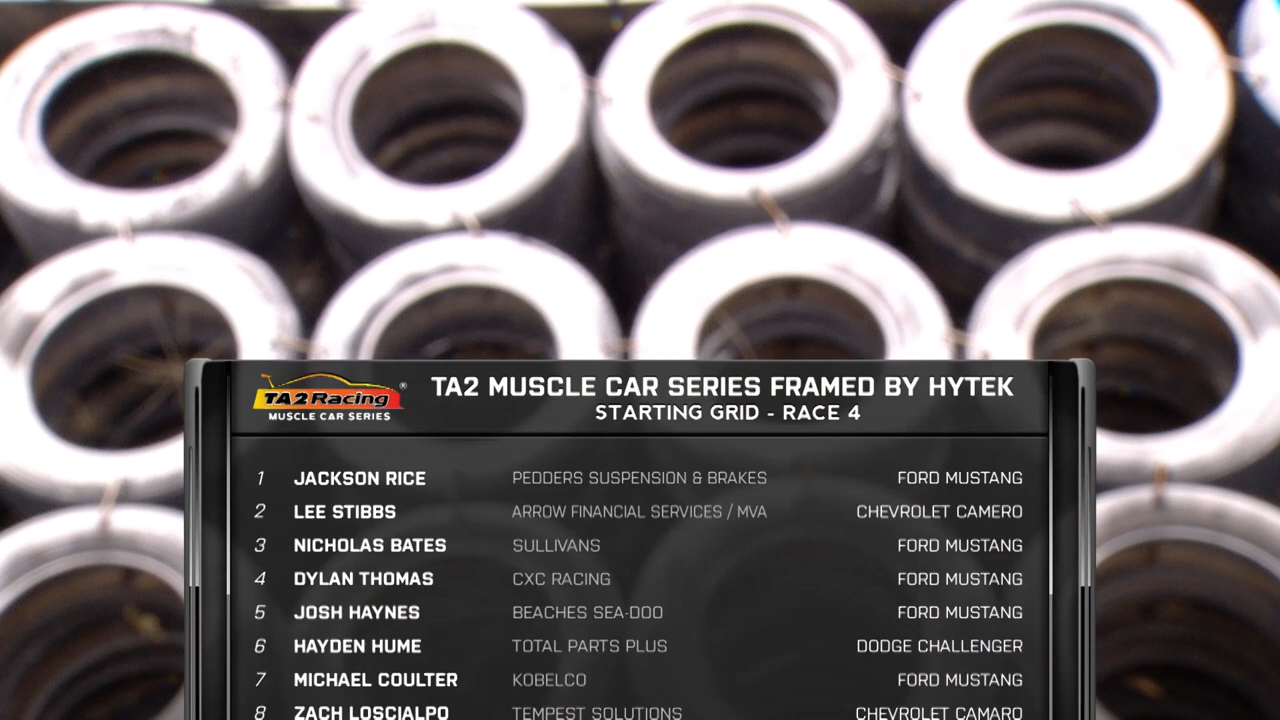 TA2 Racing ®
MUSCLE CAR SERIES
TA2 MUSCLE CAR SERIES FRAMED BY HYTEK
STARTING GRID - RACE 4
1 JACKSON RICE PEDDERS SUSPENSION & BRAKES FORD MUSTANG
2 LEE STIBBS ARROW FINANCIAL SERVICES / MVA CHEVROLET CAMERO
3 NICHOLAS BATES SULLIVANS FORD MUSTANG
4 DYLAN THOMAS CXC RACING FORD MUSTANG
5 JOSH HAYNES BEACHES SEA-DOO FORD MUSTANG
6 HAYDEN HUME TOTAL PARTS PLUS DODGE CHALLENGER
7 MICHAEL COULTER KOBELCO FORD MUSTANG
8 ZACH LOSCIALPO TEMPEST SOLUTIONS CHEVROLET CAMARO